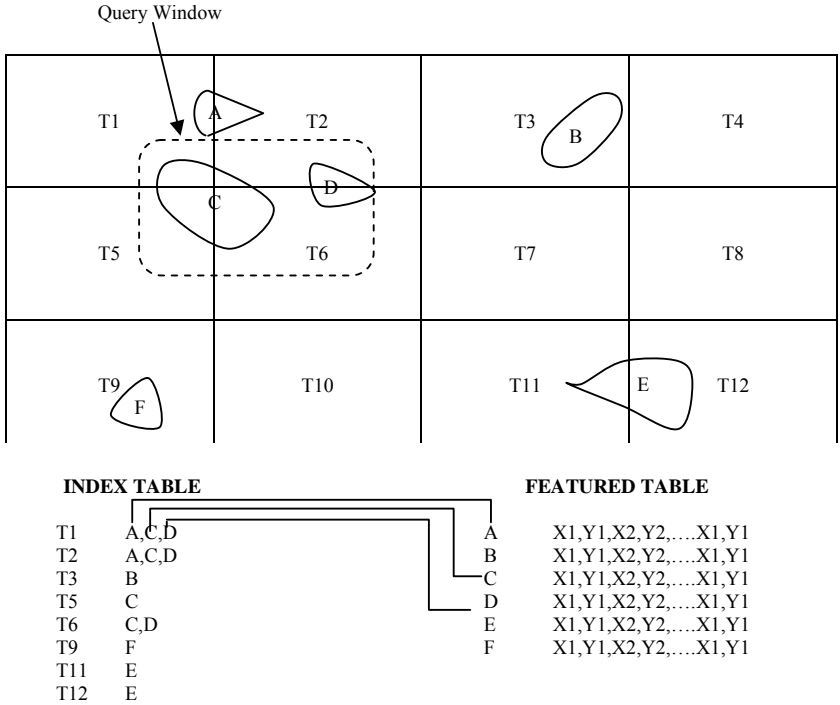 Query Window
T1 A T2 T3 B T4
C D
T5 T6 T7 T8
T9 F T10 T11 E T12
INDEX TABLE FEATURED TABLE
T1 A,C,D A X1,Y1,X2,Y2,….X1,Y1
T2 A,C,D B X1,Y1,X2,Y2,….X1,Y1
T3 B C X1,Y1,X2,Y2,….X1,Y1
T5 C D X1,Y1,X2,Y2,….X1,Y1
T6 C,D E X1,Y1,X2,Y2,….X1,Y1
T9 F F X1,Y1,X2,Y2,….X1,Y1
T11 E
T12 E